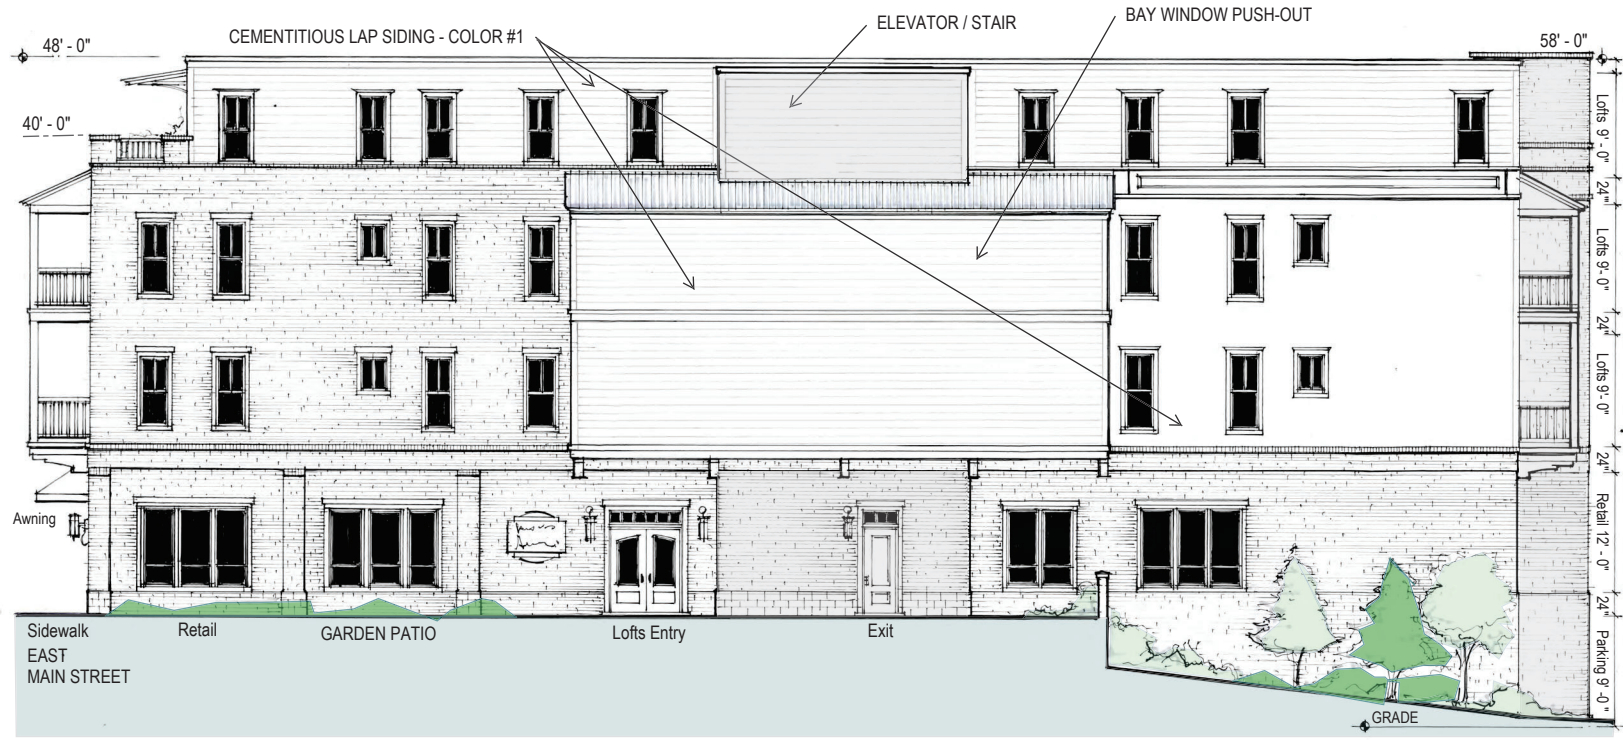 ELEVATOR / STAIR
BAY WINDOW PUSH-OUT
CEMENTITIOUS LAP SIDING - COLOR #1
48' - 0"
58' - 0"
40' - 0"
Lofts 9' - 0"
24"
Lofts 9'- 0"
24"
Lofts 9'- 0"
24"
Retail 12' - 0"
24"
Parking 9' -0 "
Awning
Sidewalk
EAST
MAIN STREET
Retail
GARDEN PATIO
Lofts Entry
Exit
GRADE